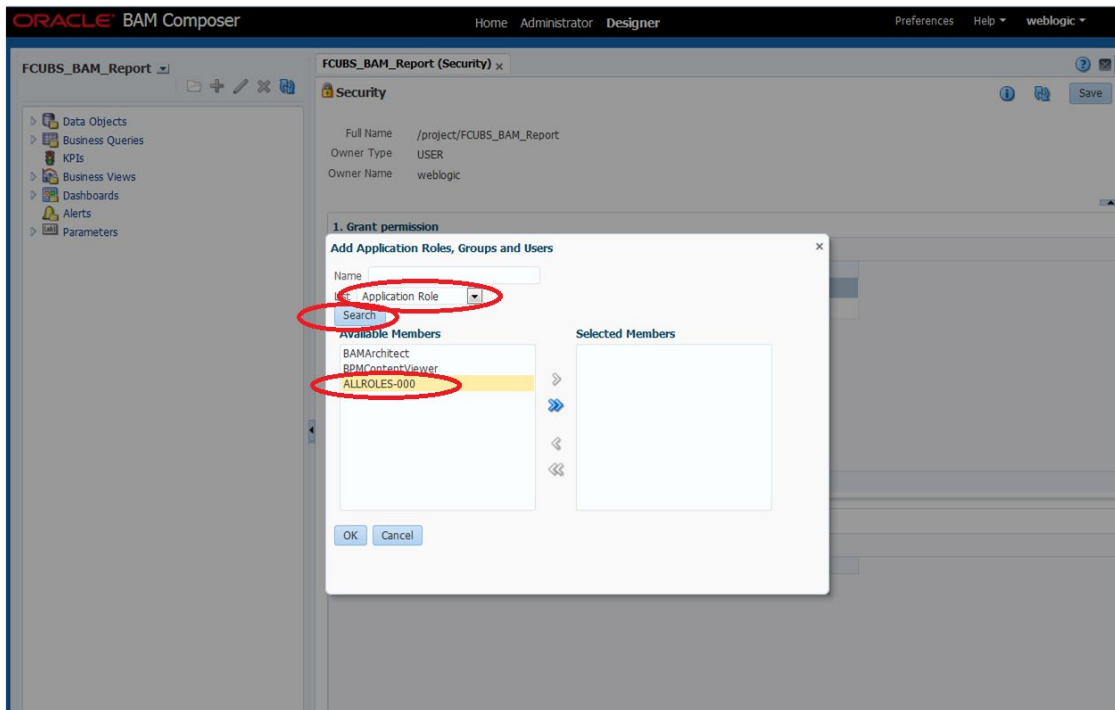 ORACLE BAM Composer
Home Administrator Designer
Preferences Help weblogic
FCUBS_BAM_Report
Data Objects
Business Queries
KPIs
Business Views
Dashboards
Alerts
Parameters
FCUBS_BAM_Report (Security) x
Security
Save
Full Name /project/FCUBS_BAM_Report
Owner Type USER
Owner Name weblogic
1. Grant permission
Add Application Roles, Groups and Users
Name
List Application Role
Search
Available Members
Selected Members
BAMArchitect
BPMContentViewer
ALLROLES-000
OK Cancel